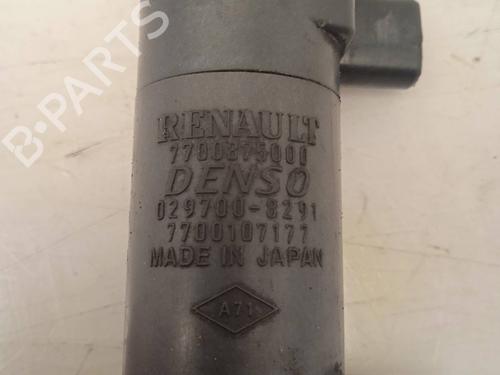 B-Parts
RENAULT
7700875000
DENSO
029700-8291
7700107177
MADE IN JAPAN
A71